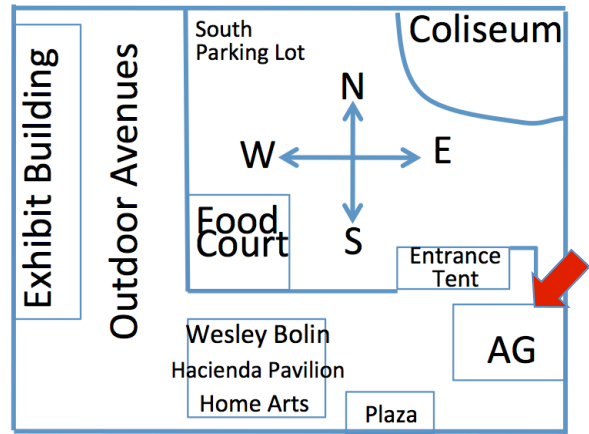 South
Parking Lot
Coliseum
N
W
E
S
Exhibit Building
Outdoor Avenues
Food
Court
Entrance
Tent
AG
Wesley Bolin
Hacienda Pavilion
Home Arts
Plaza